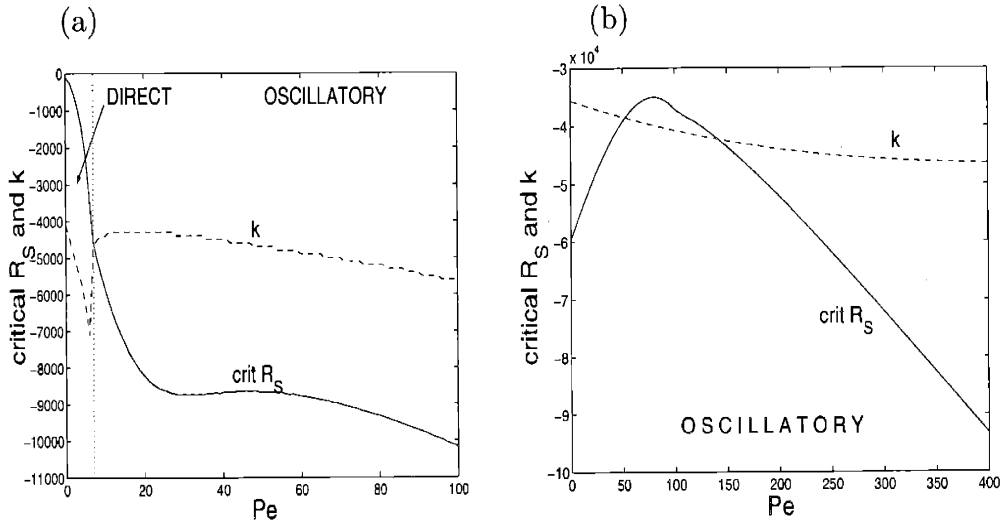 (a)
DIRECT
OSCILLATORY
k
crit R_S
critical R_S and k
0
-1000
-2000
-3000
-4000
-5000
-6000
-7000
-8000
-9000
-10000
-11000
0 20 40 60 80 100
Pe
(b)
× 10^4
k
crit R_S
OSCILLATORY
critical R_S and k
-3
-4
-5
-6
-7
-8
-9
-10
0 50 100 150 200 250 300 350 400
Pe